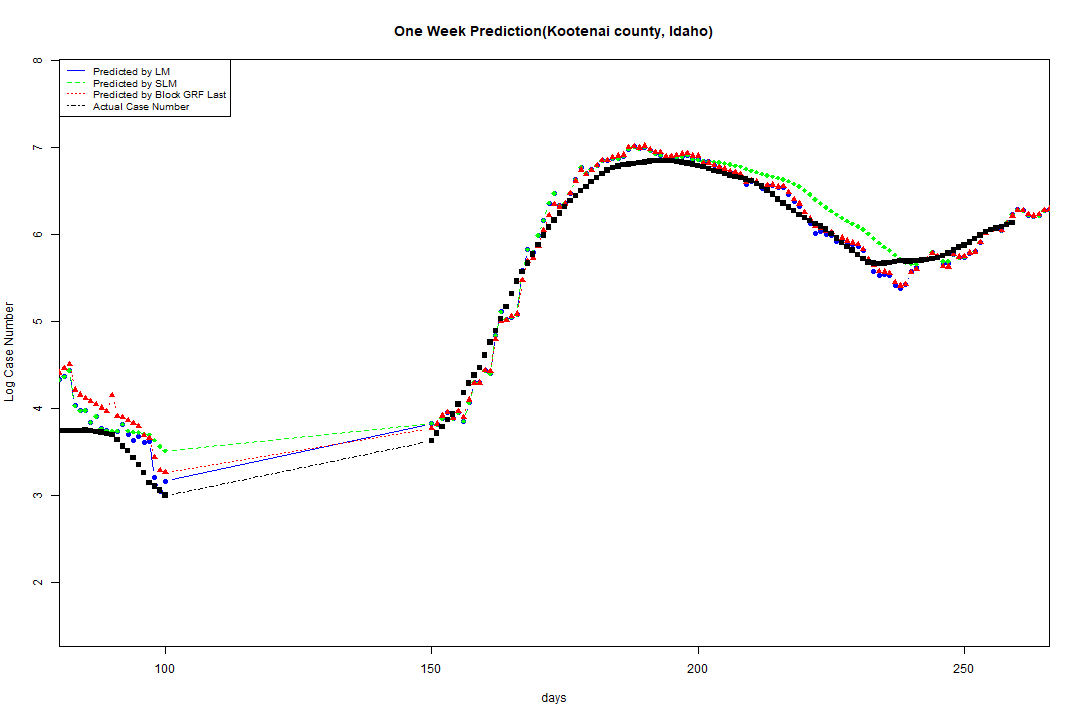 One Week Prediction(Kootenai county, Idaho)
8
Predicted by LM
Predicted by SLM
Predicted by Block GRF Last
Actual Case Number
7
6
5
4
3
2
Log Case Number
100
150
200
250
days